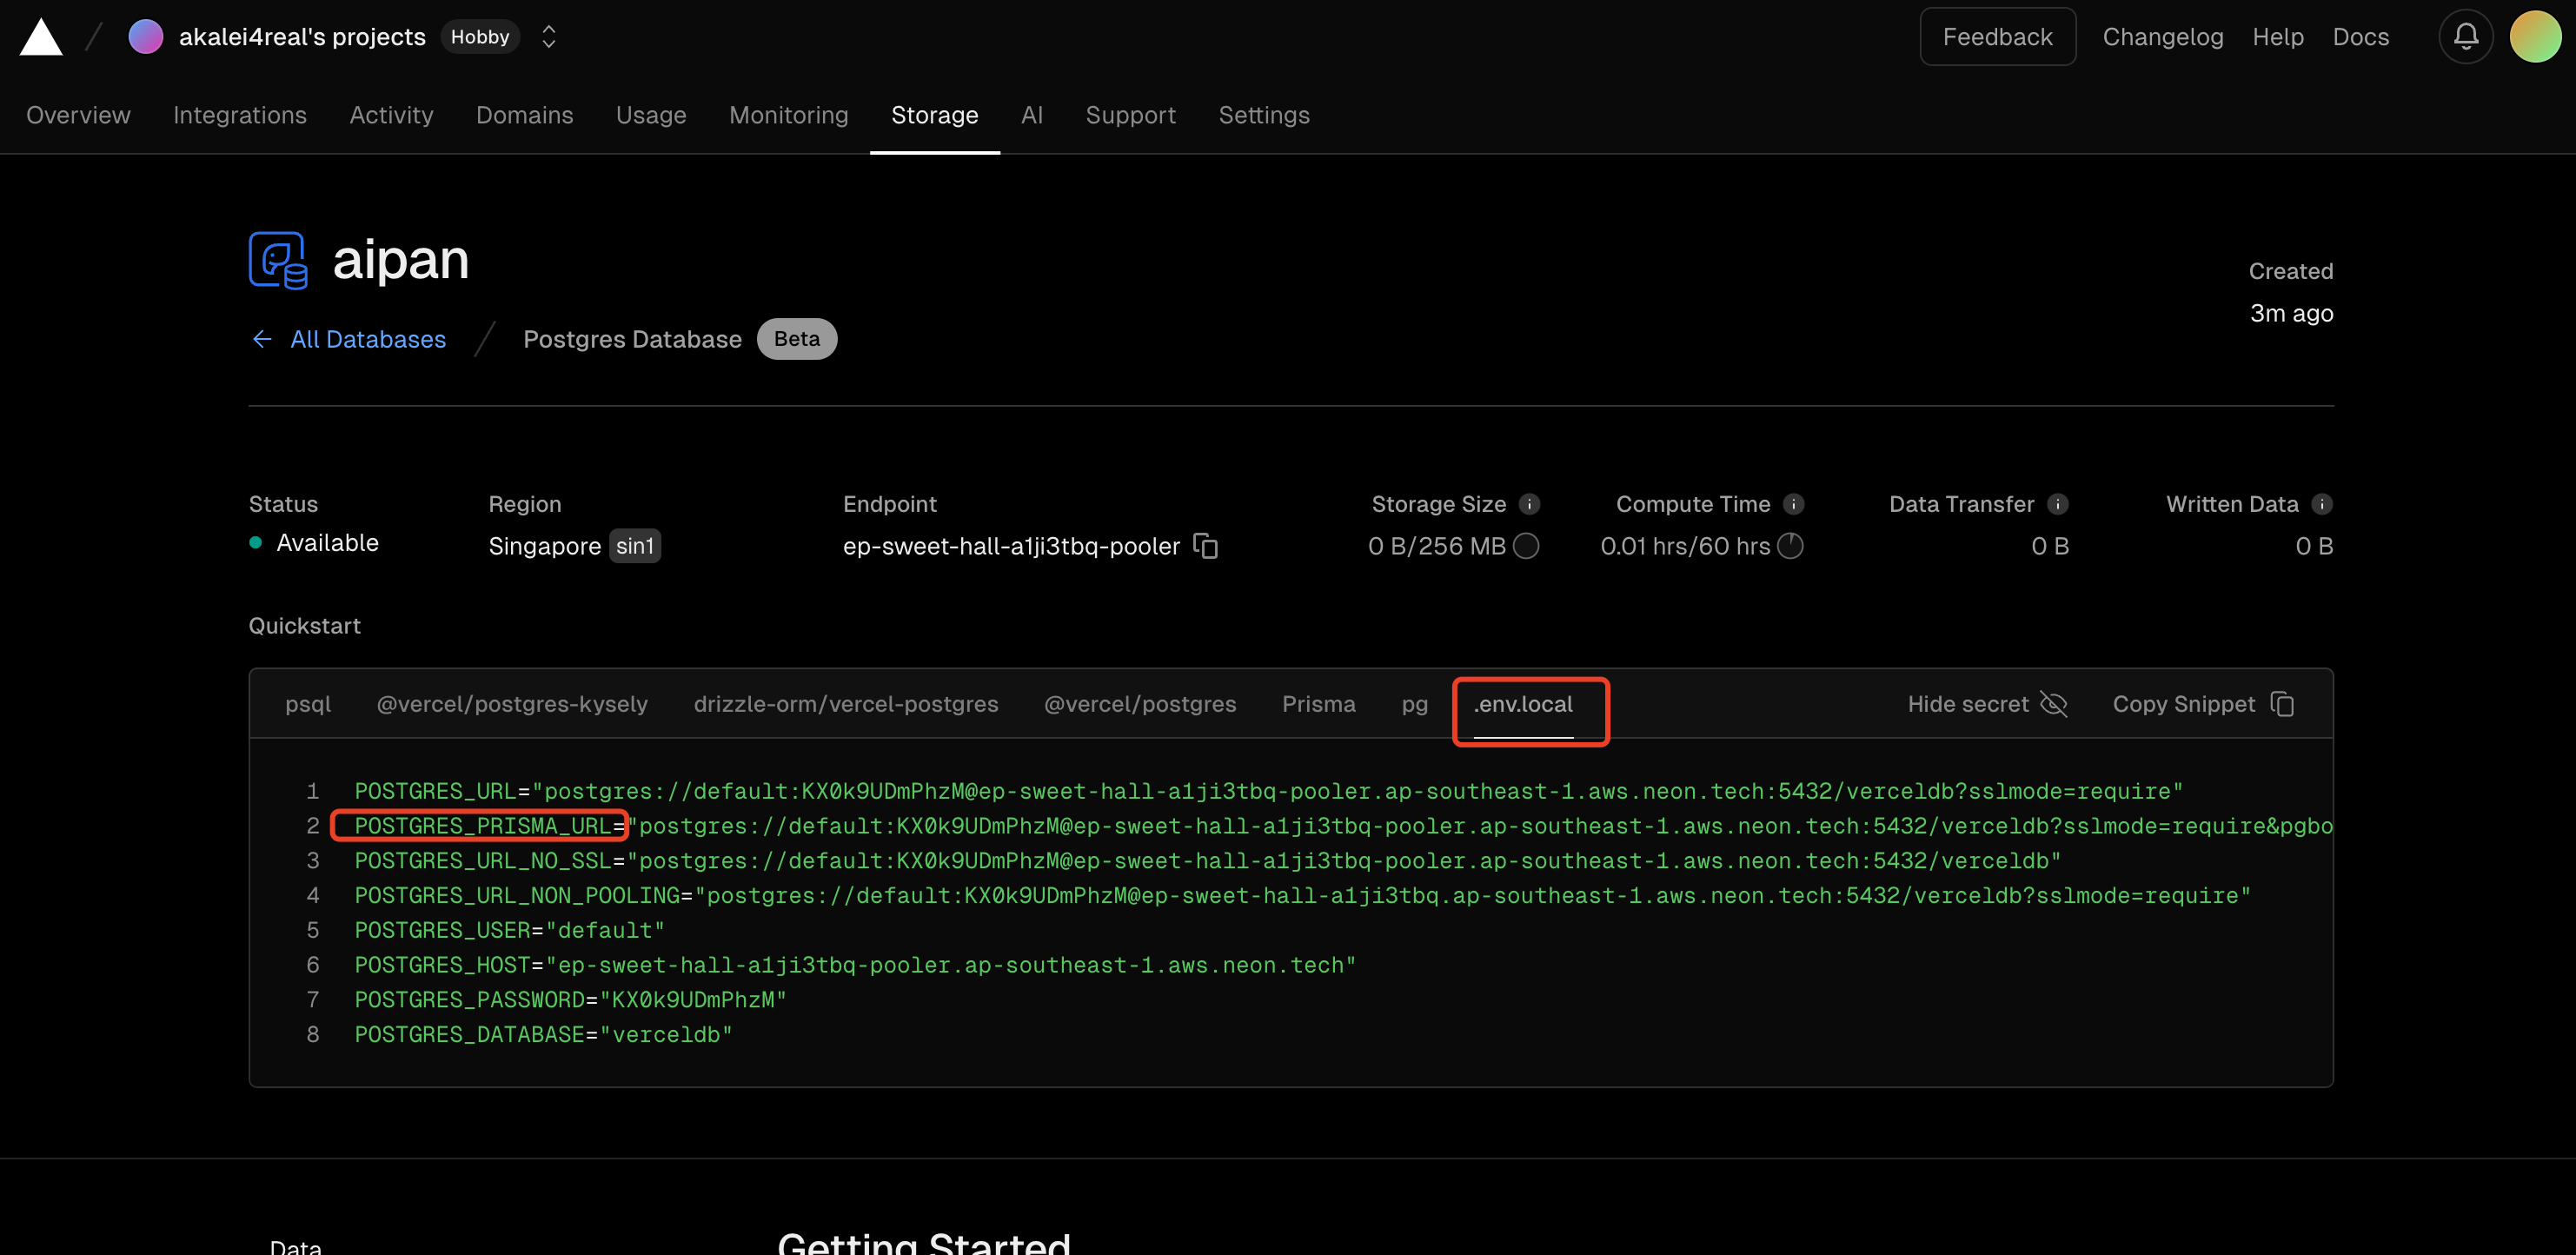 akalei4real's projects Hobby Feedback Changelog Help Docs
Overview Integrations Activity Domains Usage Monitoring Storage AI Support Settings
aipan
Created
3m ago
← All Databases / Postgres Database Beta
Status Region Endpoint Storage Size Compute Time Data Transfer Written Data
Available Singapore sin1 ep-sweet-hall-a1ji3tbq-pooler 0 B/256 MB 0.01 hrs/60 hrs 0 B 0 B
Quickstart
psql @vercel/postgres-kysely drizzle-orm/vercel-postgres @vercel/postgres Prisma pg .env.local Hide secret Copy Snippet
1 POSTGRES_URL="postgres://default:KX0k9UDmPhzM@ep-sweet-hall-a1ji3tbq-pooler.ap-southeast-1.aws.neon.tech:5432/verceldb?sslmode=require"
2 POSTGRES_PRISMA_URL="postgres://default:KX0k9UDmPhzM@ep-sweet-hall-a1ji3tbq-pooler.ap-southeast-1.aws.neon.tech:5432/verceldb?sslmode=require&pgbo
3 POSTGRES_URL_NO_SSL="postgres://default:KX0k9UDmPhzM@ep-sweet-hall-a1ji3tbq-pooler.ap-southeast-1.aws.neon.tech:5432/verceldb"
4 POSTGRES_URL_NON_POOLING="postgres://default:KX0k9UDmPhzM@ep-sweet-hall-a1ji3tbq.ap-southeast-1.aws.neon.tech:5432/verceldb?sslmode=require"
5 POSTGRES_USER="default"
6 POSTGRES_HOST="ep-sweet-hall-a1ji3tbq-pooler.ap-southeast-1.aws.neon.tech"
7 POSTGRES_PASSWORD="KX0k9UDmPhzM"
8 POSTGRES_DATABASE="verceldb"
Data Getting Started